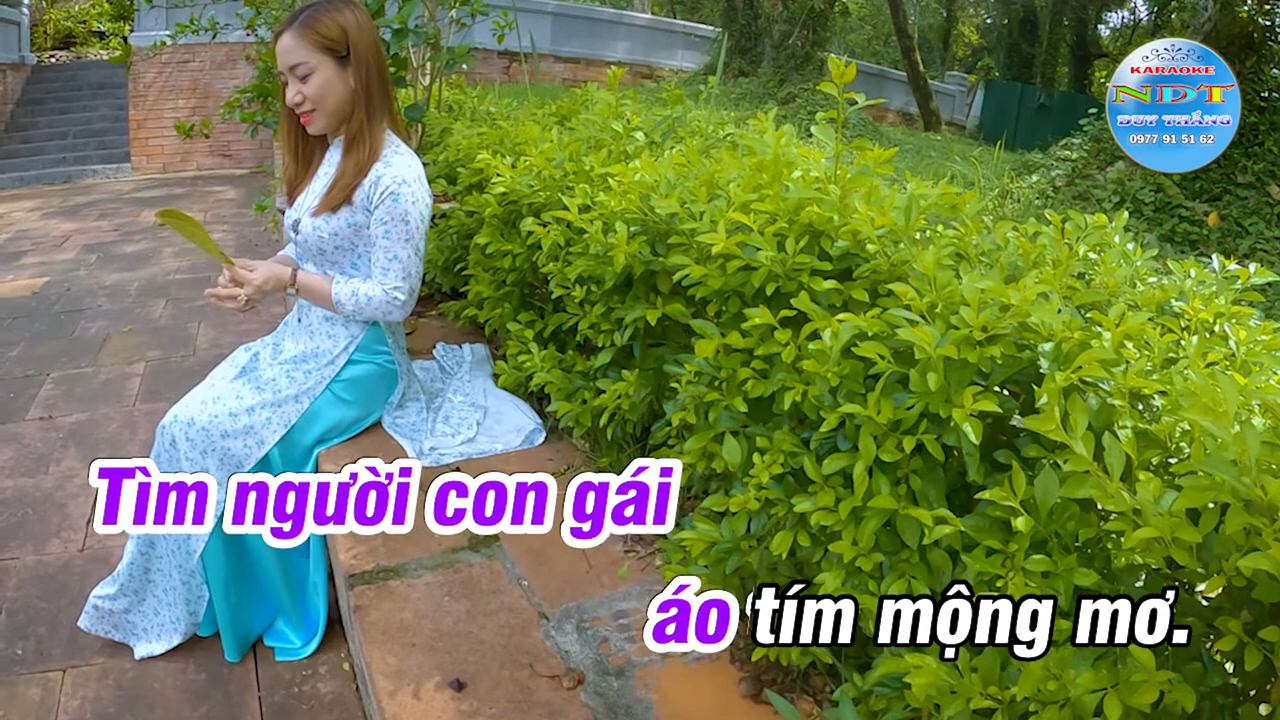 KARAOKE
NDT
DUY THẮNG
0977 91 51 62
Tìm người con gái
áo tím mộng mơ.